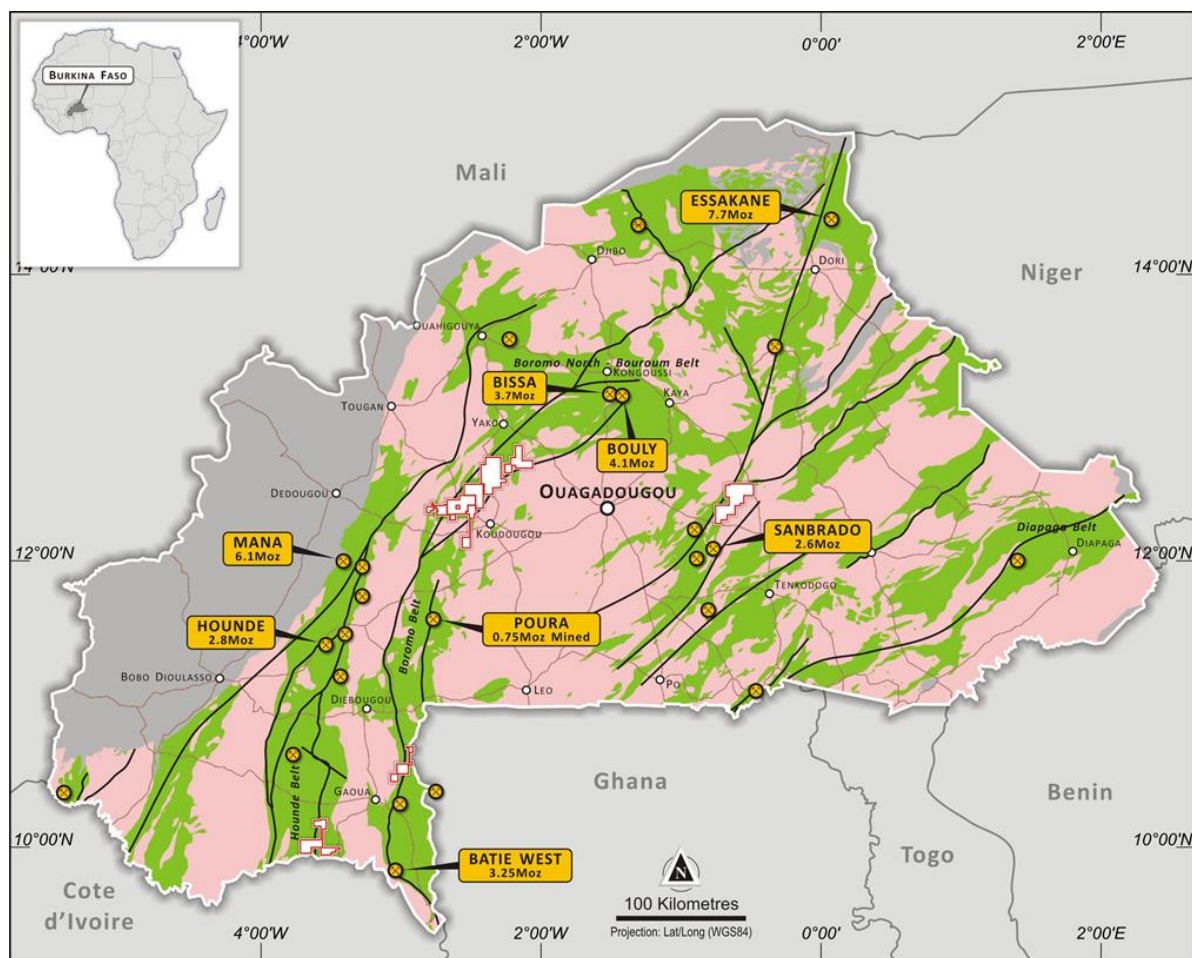 4°00'W
2°00'W
0°00'
2°00'E
BURKINA FASO
Mali
ESSAKANE
7.7Moz
DJIBO
DORI
Niger
14°00'N
14°00'N
OUAHIGOUYA
Boromo North - Bouroum Belt
KONGOUSSI
BISSA
3.7Moz
KAYA
TOUGAN
YAKO
BOULY
4.1Moz
DEDOUGOU
OUAGADOUGOU
KOUDOUGOU
SANBRADO
2.6Moz
Diapaga Belt
DIAPAGA
MANA
6.1Moz
12°00'N
12°00'N
TENKODOGO
HOUNDE
2.8Moz
Boromo Belt
POURA
0.75Moz Mined
BOBO DIOULASSO
LEO
PO
DIEBOUGOU
Ghana
Benin
GAOUA
Hounde Belt
10°00'N
10°00'N
BATIE WEST
3.25Moz
Togo
Cote
d'Ivoire
N
100 Kilometres
Projection: Lat/Long (WGS84)
4°00'W
2°00'W
0°00'
2°00'E